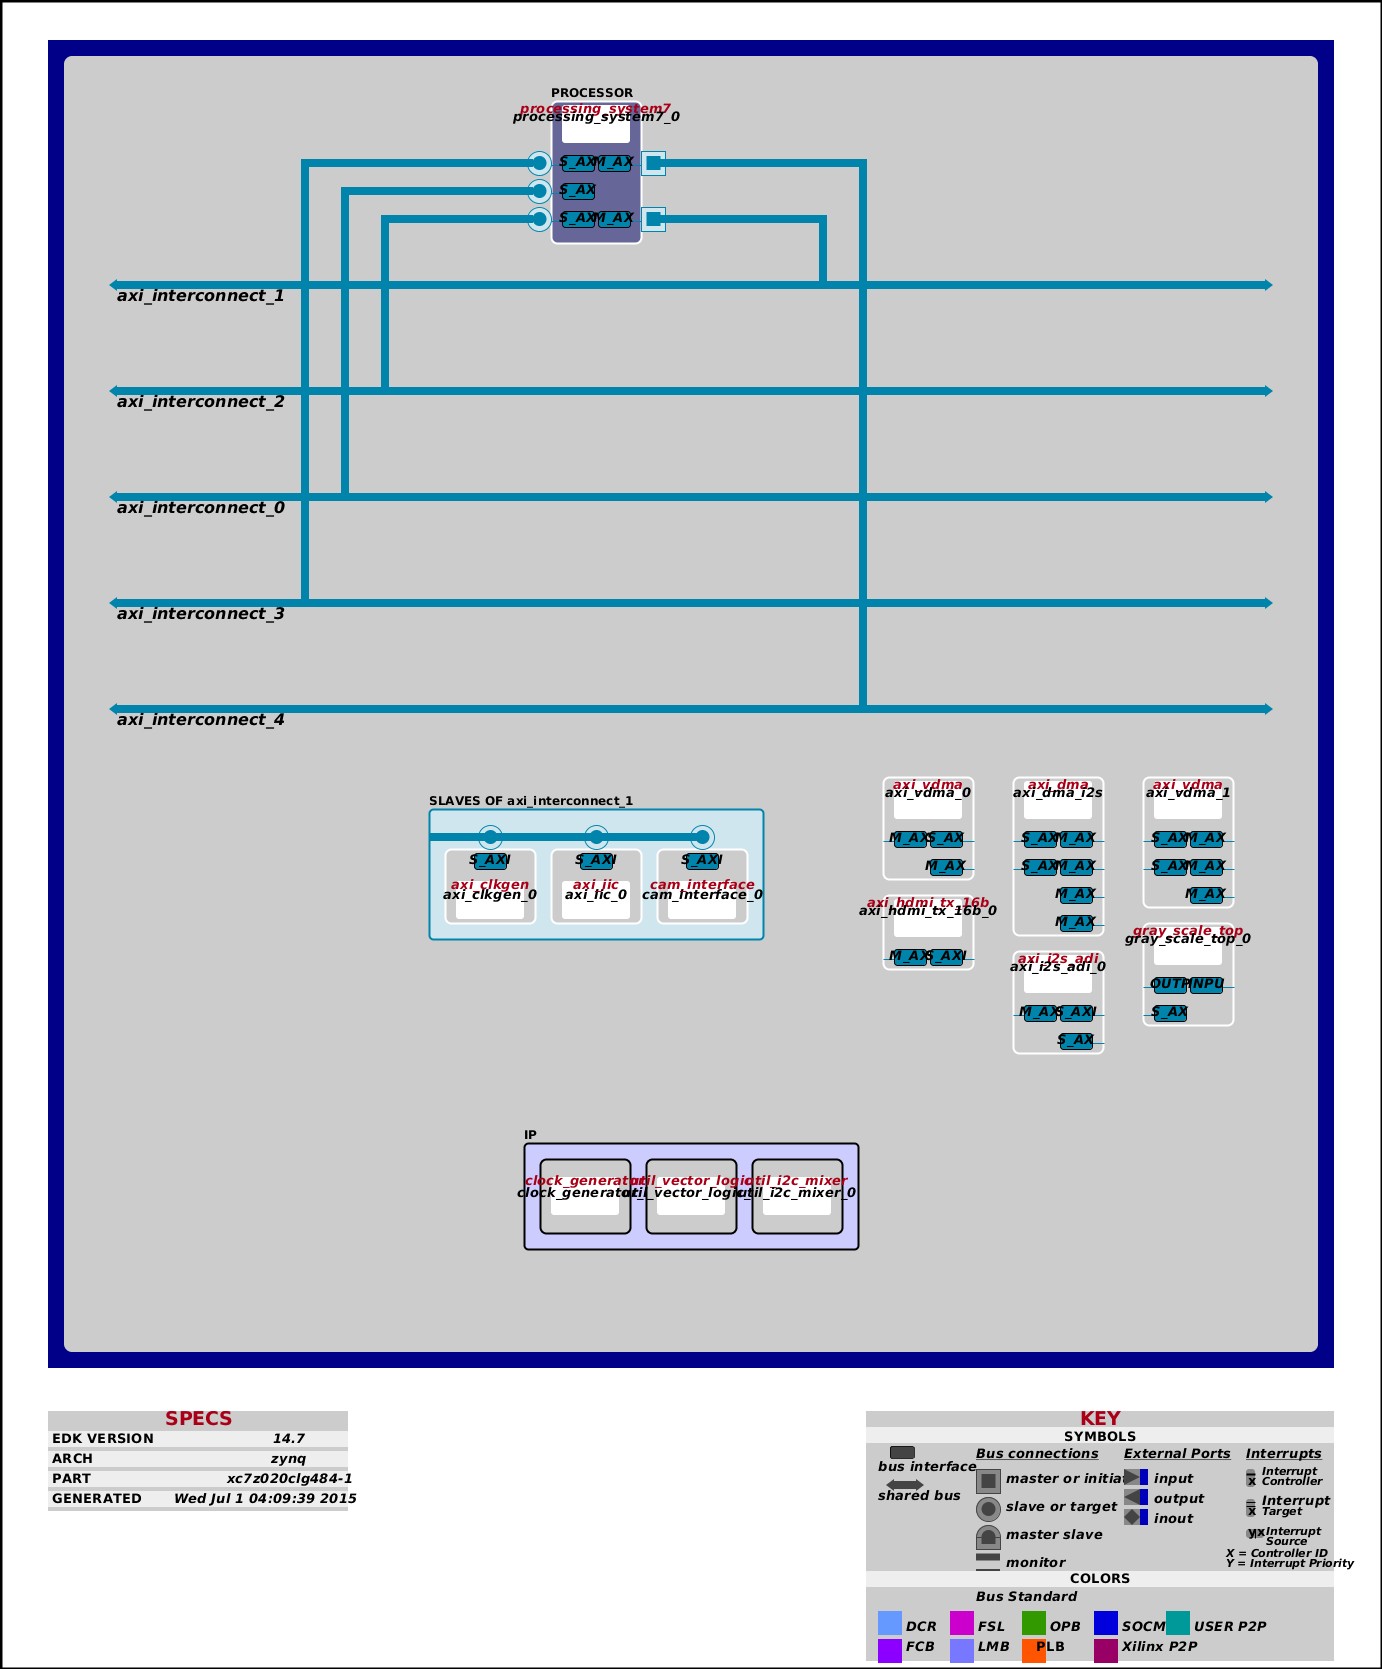 PROCESSOR
processing_system7
processing_system7_0
S_AX M_AX
S_AX
S_AX M_AX
axi_interconnect_1
axi_interconnect_2
axi_interconnect_0
axi_interconnect_3
axi_interconnect_4
axi_vdma
axi_vdma_0
M_AX S_AX
M_AX
axi_dma
axi_dma_i2s
S_AX M_AX
S_AX M_AX
M_AX
M_AX
axi_vdma
axi_vdma_1
S_AX M_AX
S_AX M_AX
M_AX
SLAVES OF axi_interconnect_1
S_AXI S_AXI S_AXI
axi_clkgen axi_iic cam_interface
axi_clkgen_0 axi_iic_0 cam_interface_0
axi_hdmi_tx_16b
axi_hdmi_tx_16b_0
M_AX S_AXI
axi_i2s_adi
axi_i2s_adi_0
M_AX S_AXI
S_AX
gray_scale_top
gray_scale_top_0
OUTP INPU
S_AX
IP
clock_generator util_vector_logic util_i2c_mixer
clock_generator util_vector_logic util_i2c_mixer_0
SPECS
EDK VERSION 14.7
ARCH zynq
PART xc7z020clg484-1
GENERATED Wed Jul 1 04:09:39 2015
KEY
SYMBOLS
bus interface
shared bus
Bus connections
master or initiat
slave or target
master slave
monitor
External Ports
input
output
inout
Interrupts
x Interrupt Controller
x Interrupt Target
yx Interrupt Source
X = Controller ID
Y = Interrupt Priority
COLORS
Bus Standard
DCR FSL OPB SOCM USER P2P
FCB LMB PLB Xilinx P2P